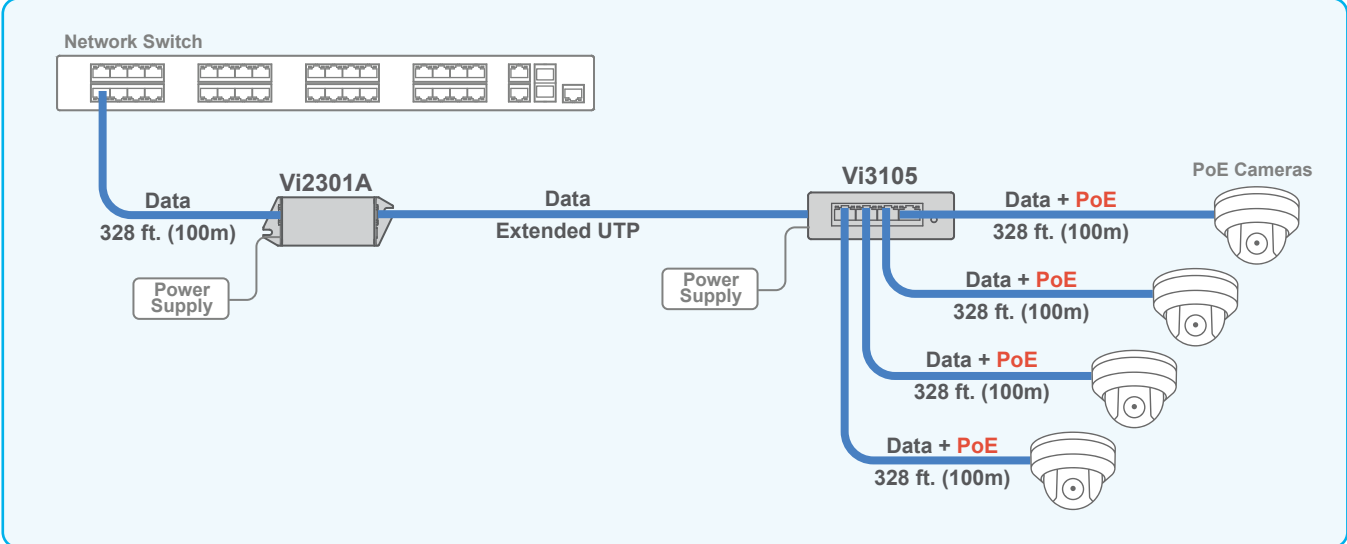 Network Switch
Vi2301A
Data
328 ft. (100m)
Power
Supply
Data
Extended UTP
Vi3105
Power
Supply
PoE Cameras
Data + PoE
328 ft. (100m)
Data + PoE
328 ft. (100m)
Data + PoE
328 ft. (100m)
Data + PoE
328 ft. (100m)